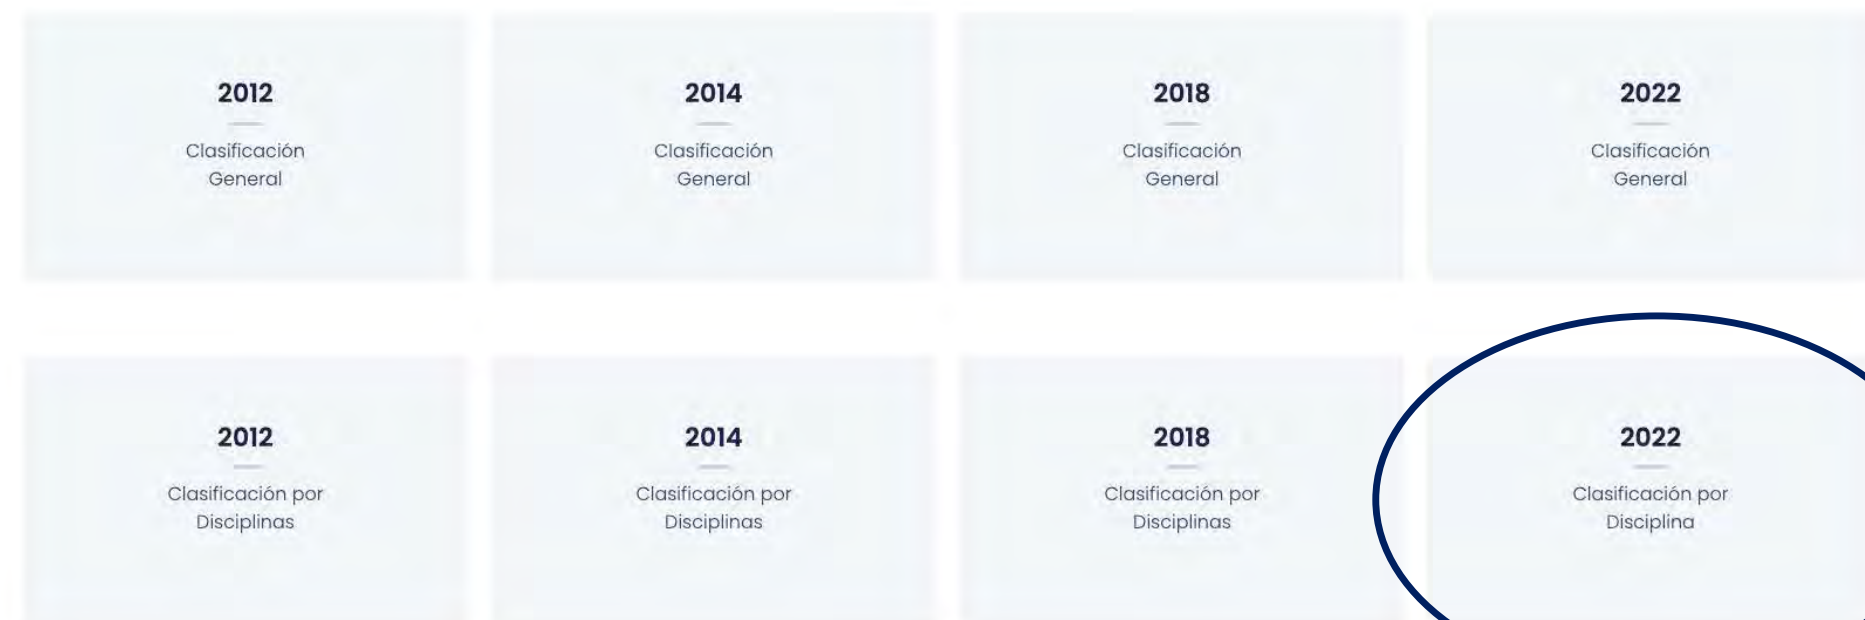 2012
Clasificación
General
2014
Clasificación
General
2018
Clasificación
General
2022
Clasificación
General
2012
Clasificación por
Disciplinas
2014
Clasificación por
Disciplinas
2018
Clasificación por
Disciplinas
2022
Clasificación por
Disciplina